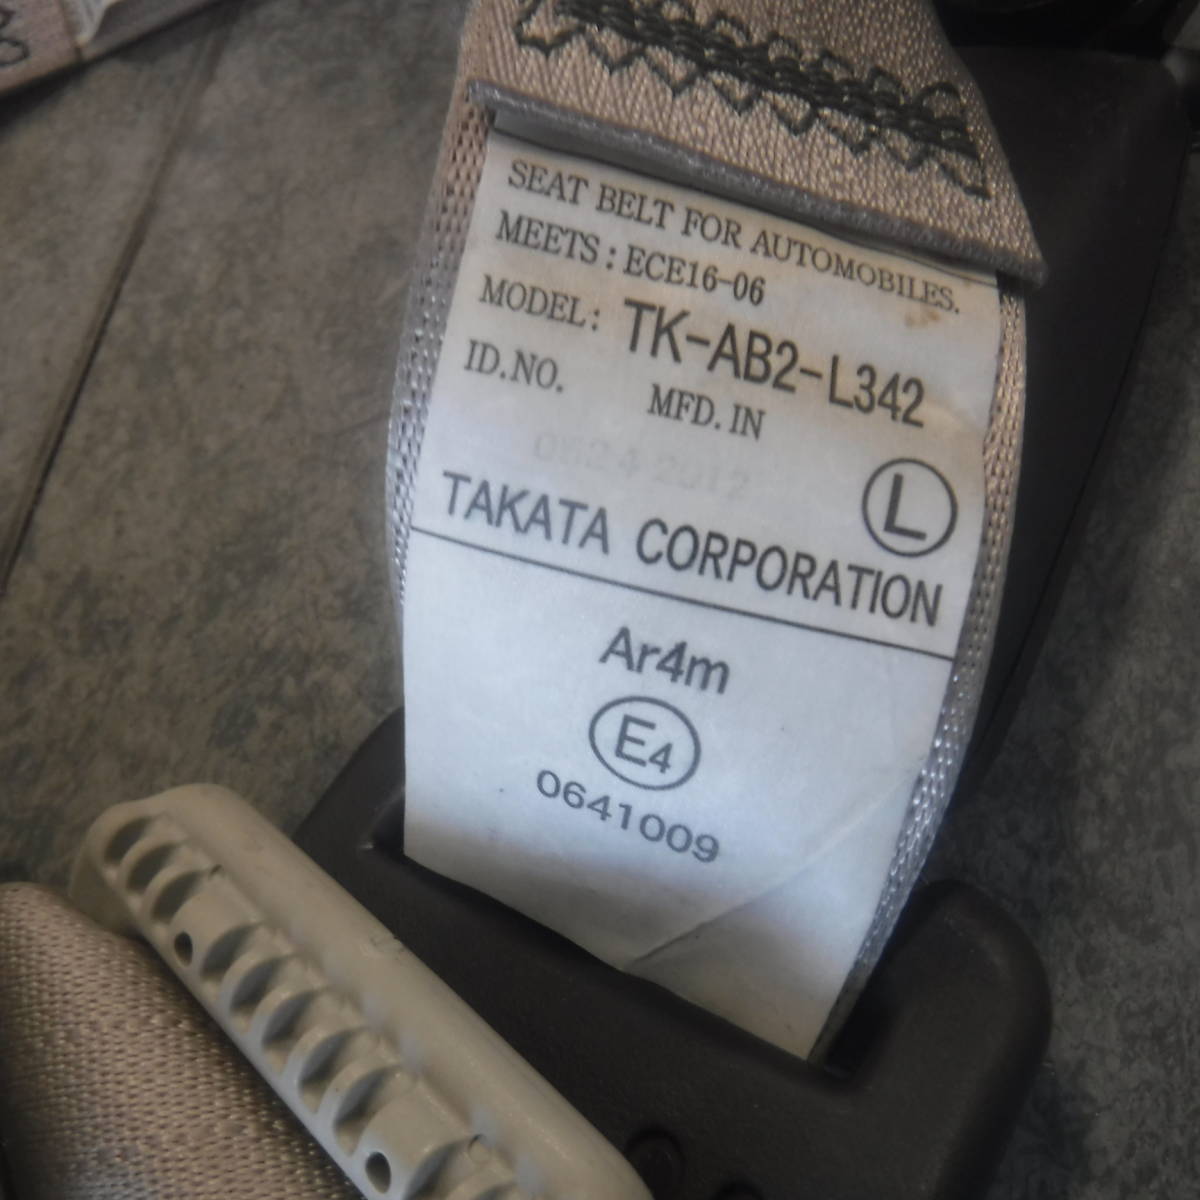 SEAT BELT FOR AUTOMOBILES.
MEETS : ECE16-06
MODEL: TK-AB2-L342
ID.NO. MFD. IN
2012
L
TAKATA CORPORATION
Ar4m
E4
0641009